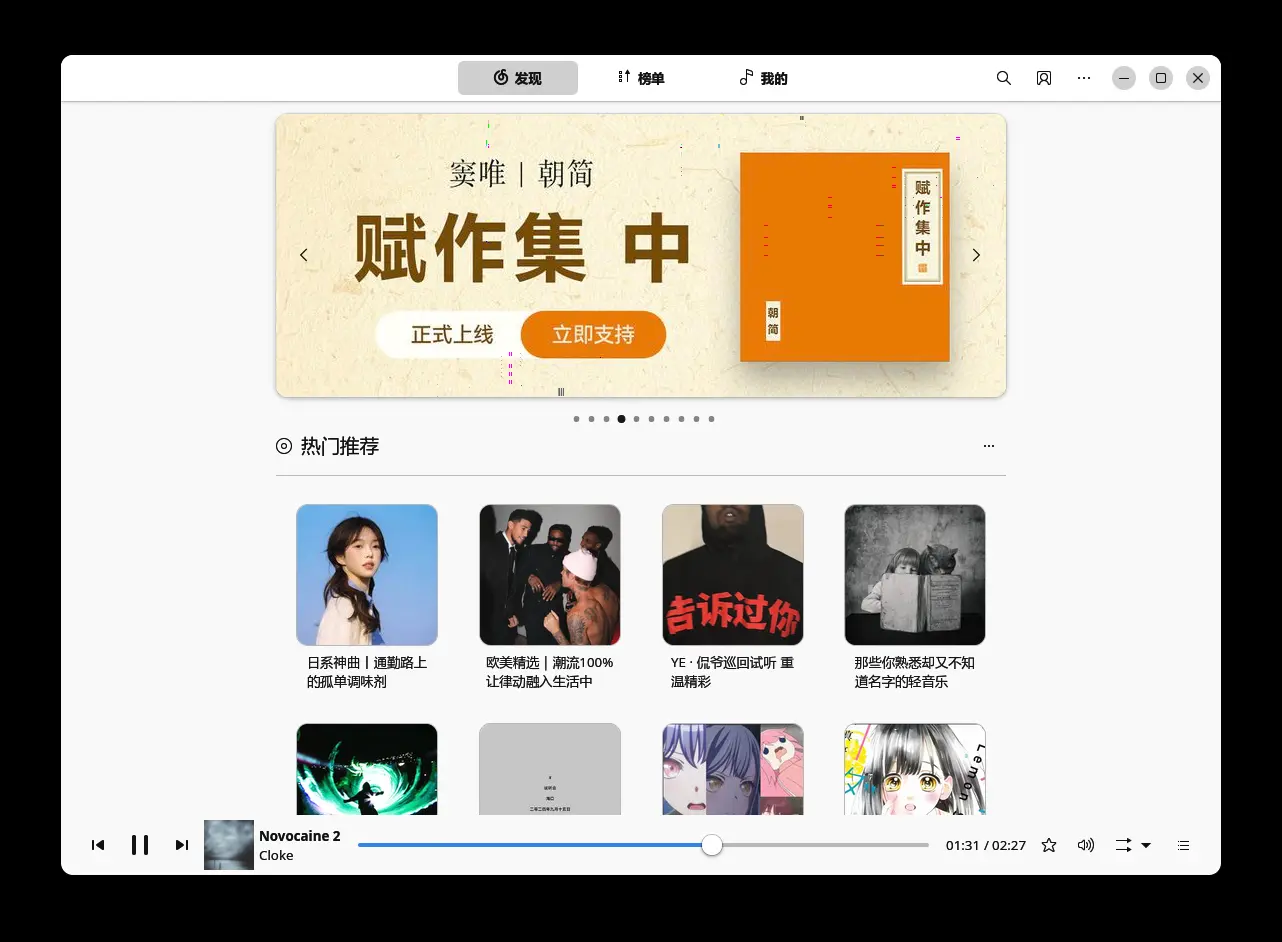 发现
榜单
我的
窦唯 | 朝简
赋作集 中
正式上线
立即支持
赋作集中
朝简
热门推荐
日系神曲丨通勤路上
的孤单调味剂
欧美精选 | 潮流100%
让律动融入生活中
告诉过你
YE · 侃爷巡回试听 重
温精彩
那些你熟悉却又不知
道名字的轻音乐
Lemon
Novocaine 2
Cloke
01:31 / 02:27